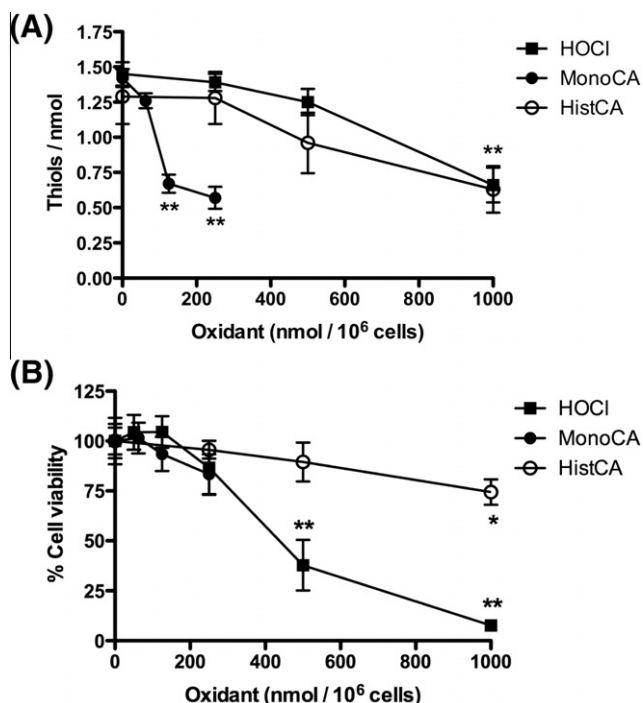 (A)
Thiols / nmol
1.75
1.50
1.25
1.00
0.75
0.50
0.25
0.00
**
**
**
HOCl
MonoCA
HistCA
0 200 400 600 800 1000
Oxidant (nmol / 10⁶ cells)
(B)
% Cell viability
125
100
75
50
25
0
**
*
**
HOCl
MonoCA
HistCA
0 200 400 600 800 1000
Oxidant (nmol / 10⁶ cells)